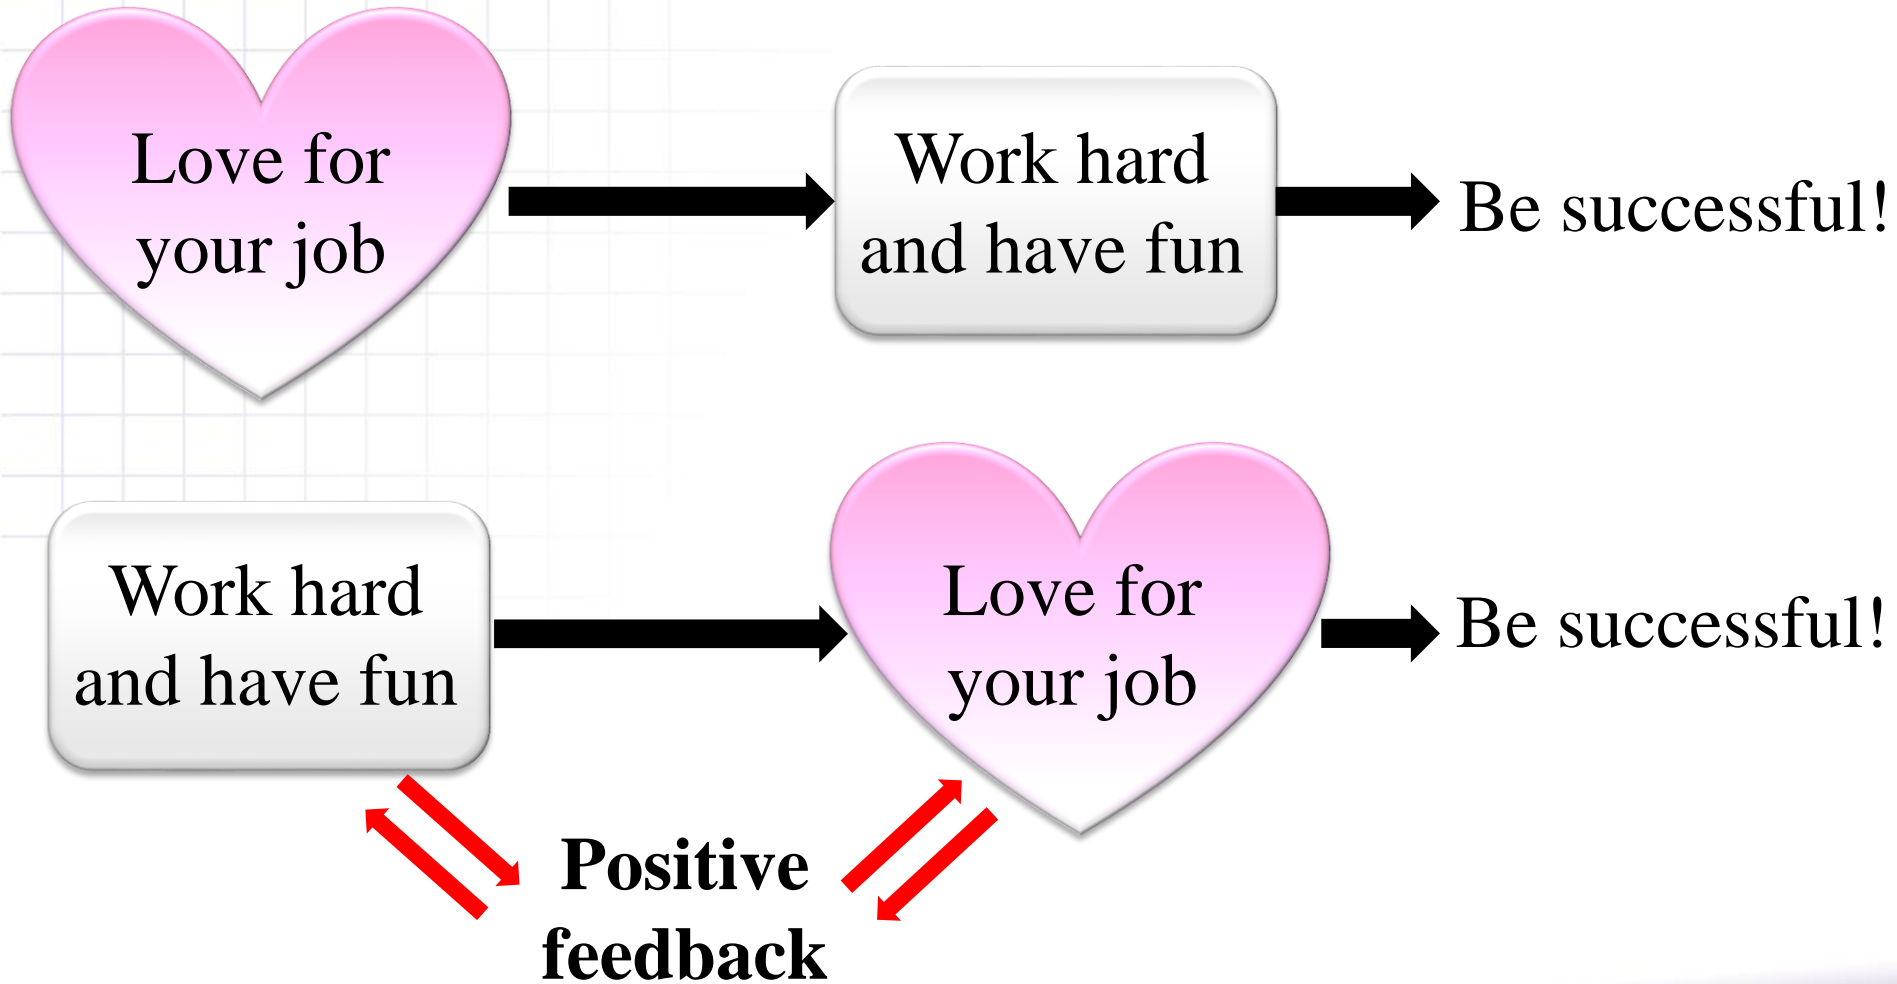 Love for
your job
Work hard
and have fun
Be successful!
Work hard
and have fun
Love for
your job
Be successful!
Positive
feedback